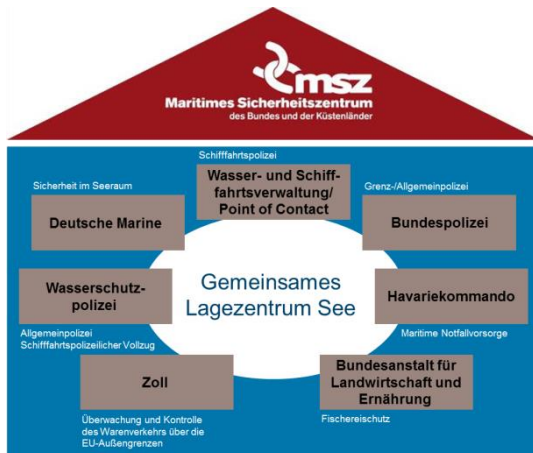 msz
Maritimes Sicherheitszentrum
des Bundes und der Küstenländer
Schifffahrtspolizei
Wasser- und Schiff-
fahrtsverwaltung/
Point of Contact
Sicherheit im Seeraum
Deutsche Marine
Grenz-/Allgemeinpolizei
Bundespolizei
Gemeinsames
Lagezentrum See
Wasserschutz-
polizei
Allgemeinpolizei
Schifffahrtspolizeilicher Vollzug
Havariekommando
Maritime Notfallvorsorge
Zoll
Überwachung und Kontrolle
des Warenverkehrs über die
EU-Außengrenzen
Bundesanstalt für
Landwirtschaft und
Ernährung
Fischereischutz